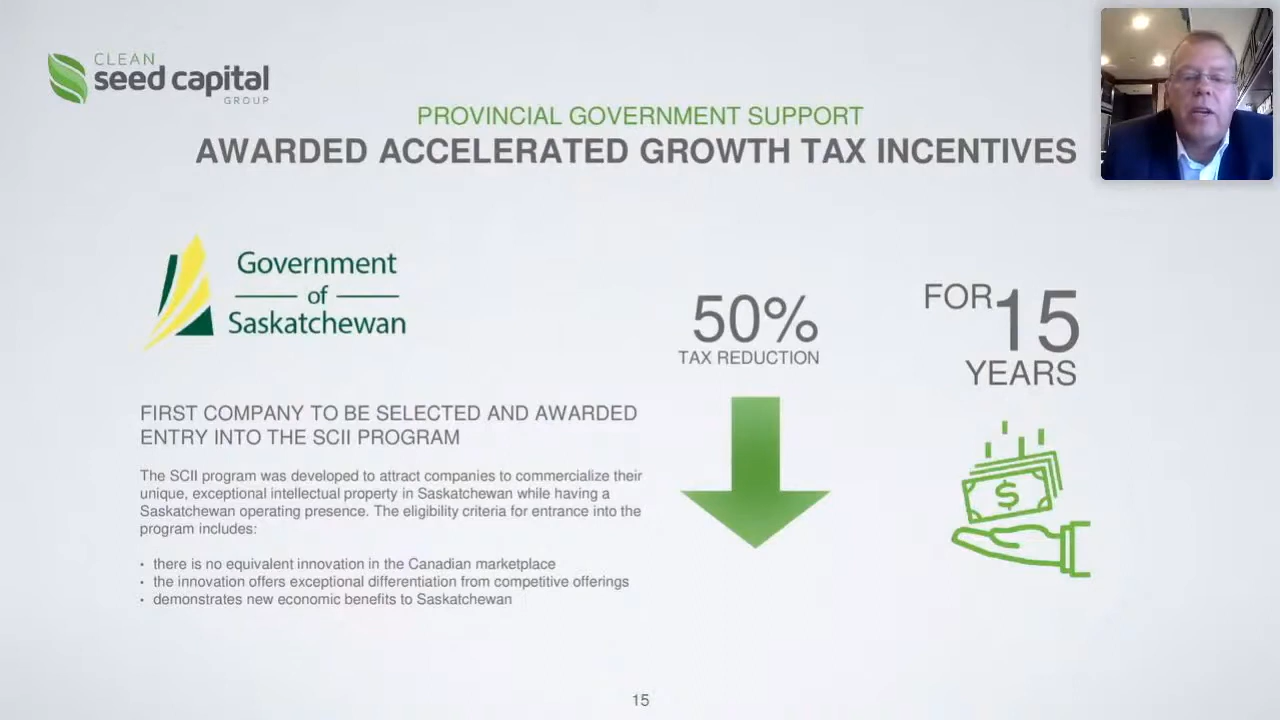 CLEAN
seed capital
GROUP
PROVINCIAL GOVERNMENT SUPPORT
AWARDED ACCELERATED GROWTH TAX INCENTIVES
Government
of
Saskatchewan
50%
TAX REDUCTION
FOR 15
YEARS
FIRST COMPANY TO BE SELECTED AND AWARDED
ENTRY INTO THE SCII PROGRAM
The SCII program was developed to attract companies to commercialize their
unique, exceptional intellectual property in Saskatchewan while having a
Saskatchewan operating presence. The eligibility criteria for entrance into the
program includes:
• there is no equivalent innovation in the Canadian marketplace
• the innovation offers exceptional differentiation from competitive offerings
• demonstrates new economic benefits to Saskatchewan
$
15